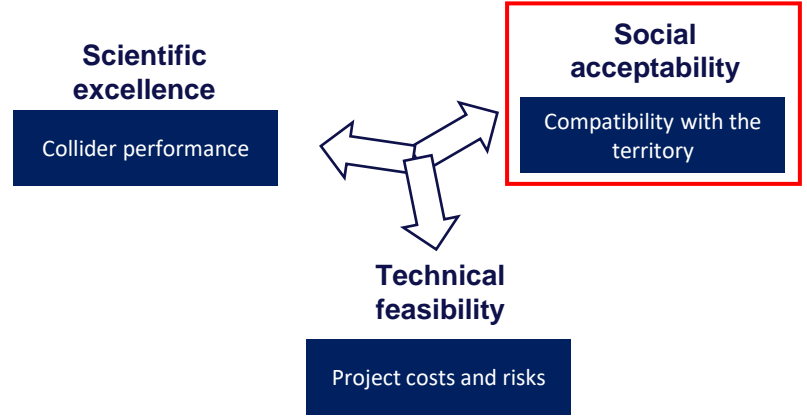 Scientific
excellence
Collider performance
Social
acceptability
Compatibility with the
territory
Technical
feasibility
Project costs and risks